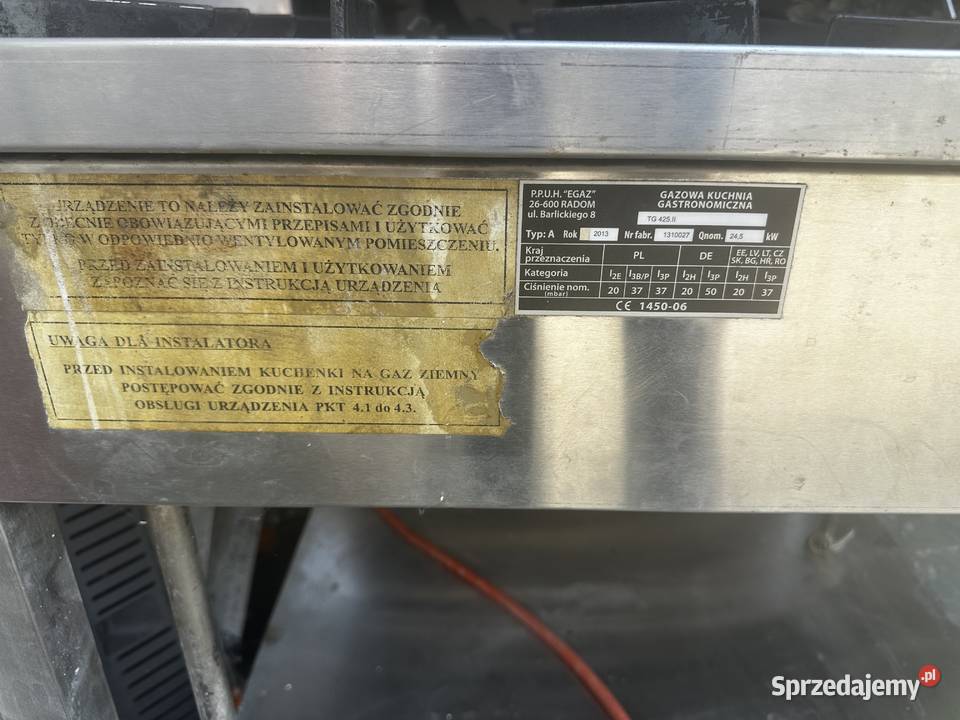 URZĄDZENIE TO NALEŻY ZAINSTALOWAĆ ZGODNIE
Z OBECNIE OBOWIĄZUJĄCYMI PRZEPISAMI I UŻYTKOWAĆ
TYLKO W ODPOWIEDNIO WENTYLOWANYM POMIESZCZENIU.
PRZED ZAINSTALOWANIEM I UŻYTKOWANIEM
ZAPOZNAĆ SIĘ Z INSTRUKCJĄ URZĄDZENIA
UWAGA DLA INSTALATORA
PRZED INSTALOWANIEM KUCHENKI NA GAZ ZIEMNY
POSTĘPOWAĆ ZGODNIE Z INSTRUKCJĄ
OBSŁUGI URZĄDZENIA PKT 4.1 do 4.3.
P.P.U.H. "EGAZ"
26-600 RADOM
ul. Barlickiego 8
GAZOWA KUCHNIA
GASTRONOMICZNA
TG 425.II
Typ: A Rok 2013 Nr fabr. 1310027 Qnom. 24,5 kW
Kraj przeznaczenia PL DE EE, LV, LT, CZ SK, BG, HR, RO
Kategoria I2E I3B/P I3P I2H I3P I2H I3P
Ciśnienie nom. (mbar) 20 37 37 20 50 20 37
CE 1450-06
Sprzedajemy.pl